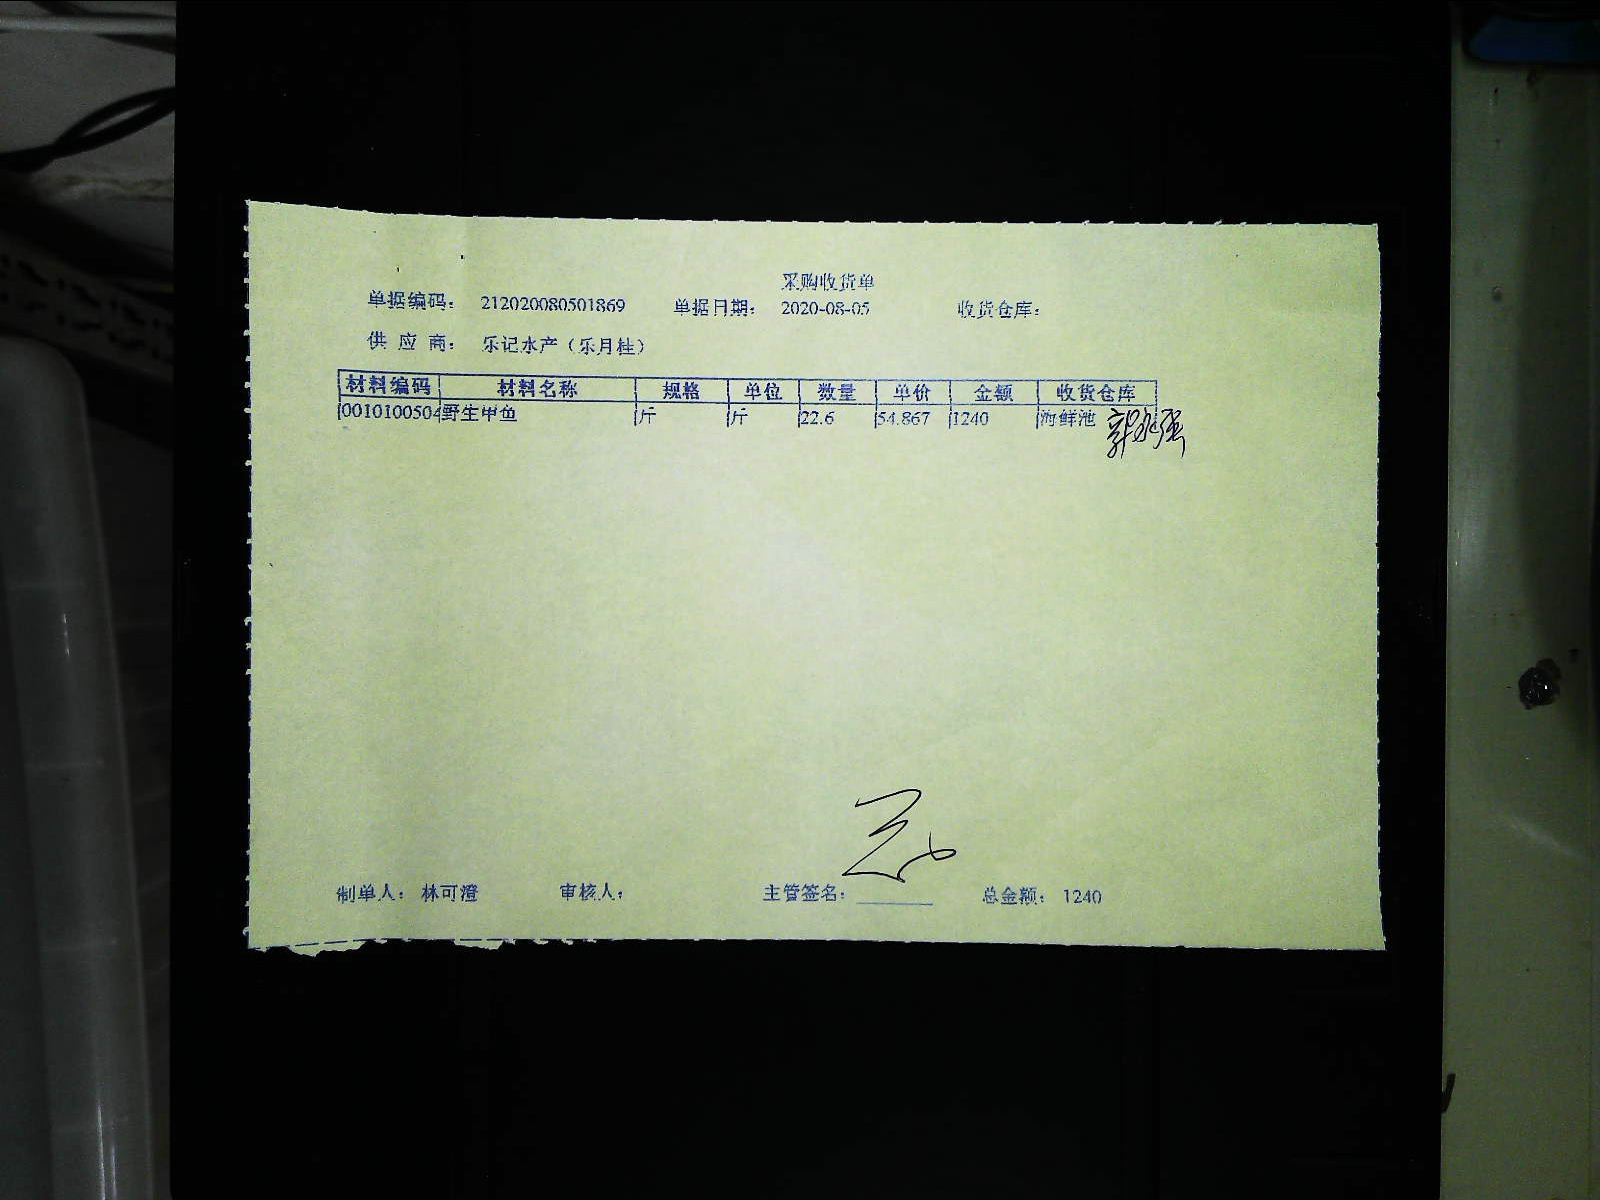 采购收货单
单据编码： 212020080501869 单据日期： 2020-08-05 收货仓库：
供 应 商： 乐记水产（乐月桂）
材料编码 材料名称 规格 单位 数量 单价 金额 收货仓库
0010100504 野生甲鱼 斤 斤 22.6 54.867 1240 海鲜池
制单人： 林可澄 审核人： 主管签名： 总金额： 1240